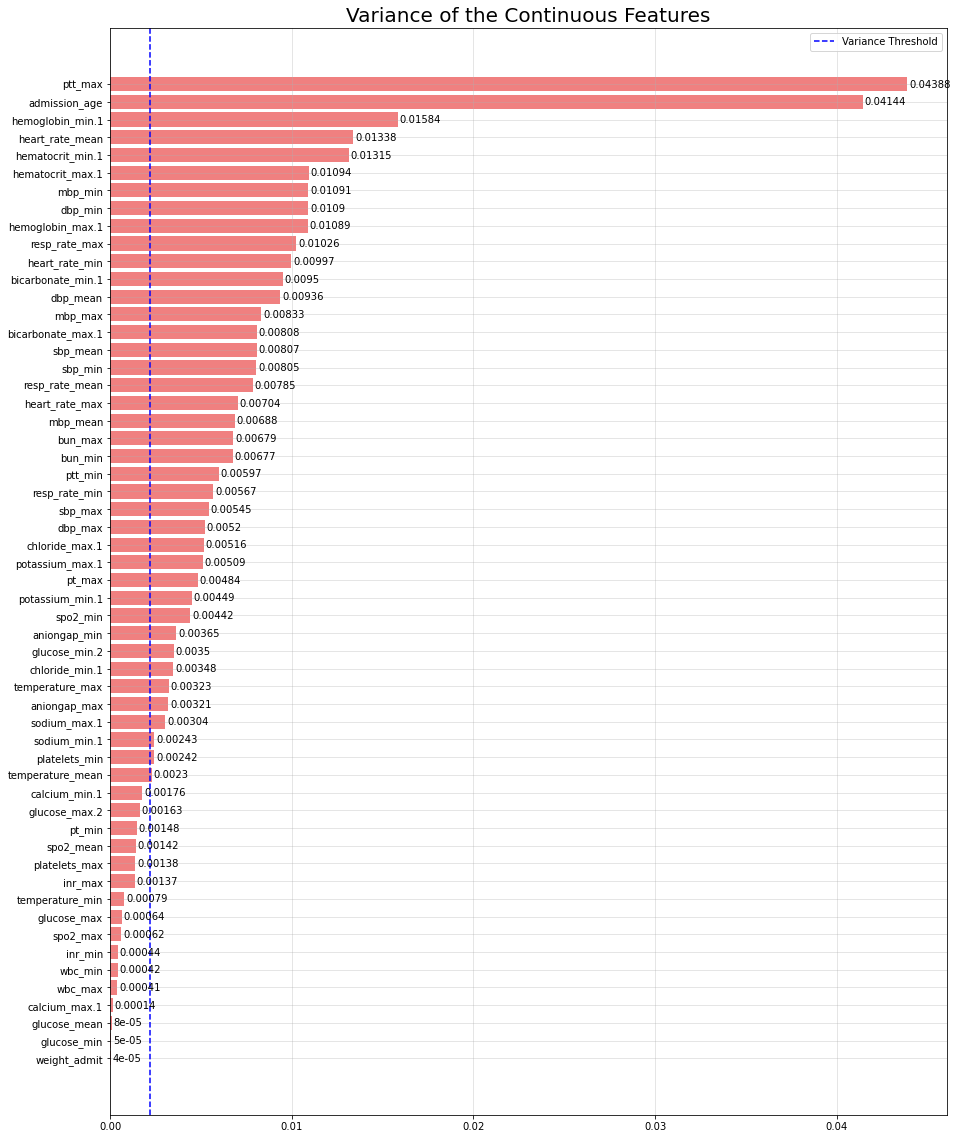 Variance of the Continuous Features
Variance Threshold
ptt_max 0.04388
admission_age 0.04144
hemoglobin_min.1 0.01584
heart_rate_mean 0.01338
hematocrit_min.1 0.01315
hematocrit_max.1 0.01094
mbp_min 0.01091
dbp_min 0.0109
hemoglobin_max.1 0.01089
resp_rate_max 0.01026
heart_rate_min 0.00997
bicarbonate_min.1 0.0095
dbp_mean 0.00936
mbp_max 0.00833
bicarbonate_max.1 0.00808
sbp_mean 0.00807
sbp_min 0.00805
resp_rate_mean 0.00785
heart_rate_max 0.00704
mbp_mean 0.00688
bun_max 0.00679
bun_min 0.00677
ptt_min 0.00597
resp_rate_min 0.00567
sbp_max 0.00545
dbp_max 0.0052
chloride_max.1 0.00516
potassium_max.1 0.00509
pt_max 0.00484
potassium_min.1 0.00449
spo2_min 0.00442
aniongap_min 0.00365
glucose_min.2 0.0035
chloride_min.1 0.00348
temperature_max 0.00323
aniongap_max 0.00321
sodium_max.1 0.00304
sodium_min.1 0.00243
platelets_min 0.00242
temperature_mean 0.0023
calcium_min.1 0.00176
glucose_max.2 0.00163
pt_min 0.00148
spo2_mean 0.00142
platelets_max 0.00138
inr_max 0.00137
temperature_min 0.00079
glucose_max 0.00064
spo2_max 0.00062
inr_min 0.00044
wbc_min 0.00042
wbc_max 0.00041
calcium_max.1 0.00014
glucose_mean 8e-05
glucose_min 5e-05
weight_admit 4e-05
0.00 0.01 0.02 0.03 0.04